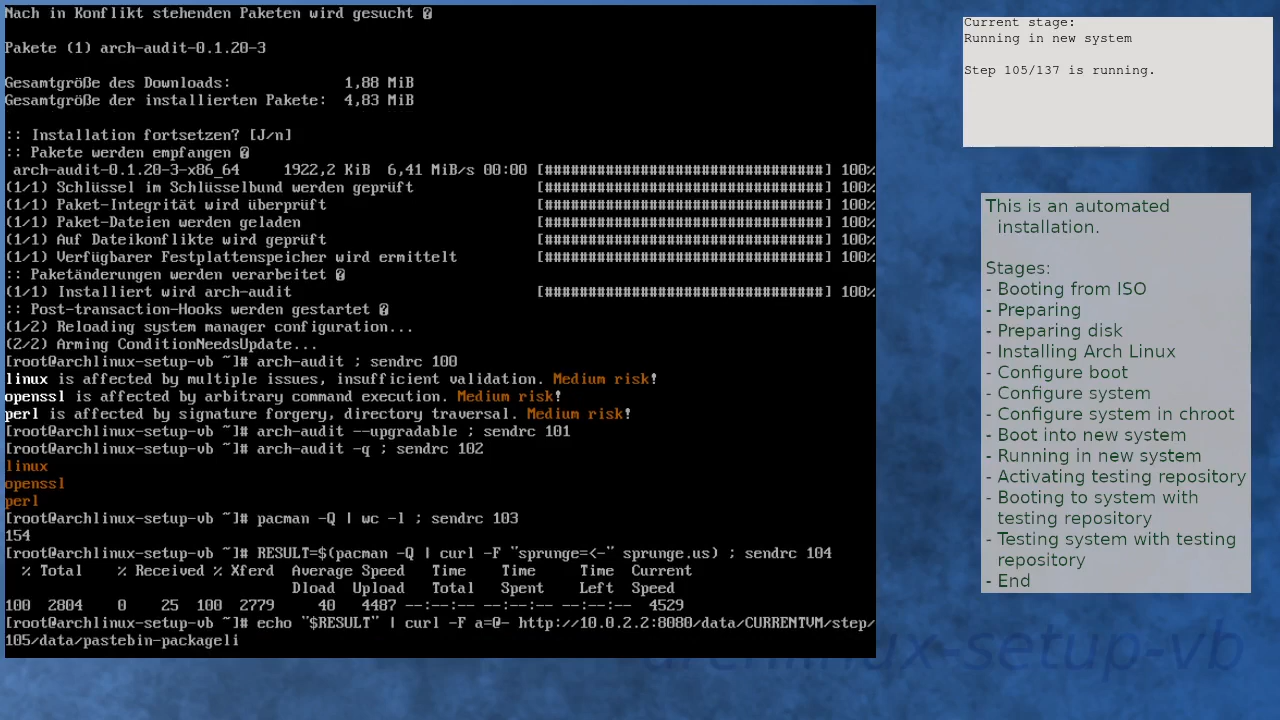 Nach in Konflikt stehenden Paketen wird gesucht �
Pakete (1) arch-audit-0.1.20-3
Gesamtgröße des Downloads: 1,88 MiB
Gesamtgröße der installierten Pakete: 4,83 MiB
:: Installation fortsetzen? [J/n]
:: Pakete werden empfangen �
arch-audit-0.1.20-3-x86_64 1922,2 KiB 6,41 MiB/s 00:00 [################################] 100%
(1/1) Schlüssel im Schlüsselbund werden geprüft [################################] 100%
(1/1) Paket-Integrität wird überprüft [################################] 100%
(1/1) Paket-Dateien werden geladen [################################] 100%
(1/1) Auf Dateikonflikte wird geprüft [################################] 100%
(1/1) Verfügbarer Festplattenspeicher wird ermittelt [################################] 100%
:: Paketänderungen werden verarbeitet �
(1/1) Installiert wird arch-audit [################################] 100%
:: Post-transaction-Hooks werden gestartet �
(1/2) Reloading system manager configuration...
(2/2) Arming ConditionNeedsUpdate...
[root@archlinux-setup-vb ~]# arch-audit ; sendrc 100
linux is affected by multiple issues, insufficient validation. Medium risk!
openssl is affected by arbitrary command execution. Medium risk!
perl is affected by signature forgery, directory traversal. Medium risk!
[root@archlinux-setup-vb ~]# arch-audit --upgradable ; sendrc 101
[root@archlinux-setup-vb ~]# arch-audit -q ; sendrc 102
linux
openssl
perl
[root@archlinux-setup-vb ~]# pacman -Q | wc -l ; sendrc 103
154
[root@archlinux-setup-vb ~]# RESULT=$(pacman -Q | curl -F "sprunge=<-" sprunge.us) ; sendrc 104
% Total % Received % Xferd Average Speed Time Time Time Current
Dload Upload Total Spent Left Speed
100 2804 0 25 100 2779 40 4487 --:--:-- --:--:-- --:--:-- 4529
[root@archlinux-setup-vb ~]# echo "$RESULT" | curl -F a=@- http://10.0.2.2:8080/data/CURRENTVM/step/
105/data/pastebin-packageli
Current stage:
Running in new system
Step 105/137 is running.
This is an automated
installation.
Stages:
- Booting from ISO
- Preparing
- Preparing disk
- Installing Arch Linux
- Configure boot
- Configure system
- Configure system in chroot
- Boot into new system
- Running in new system
- Activating testing repository
- Booting to system with
testing repository
- Testing system with testing
repository
- End
archlinux-setup-vb